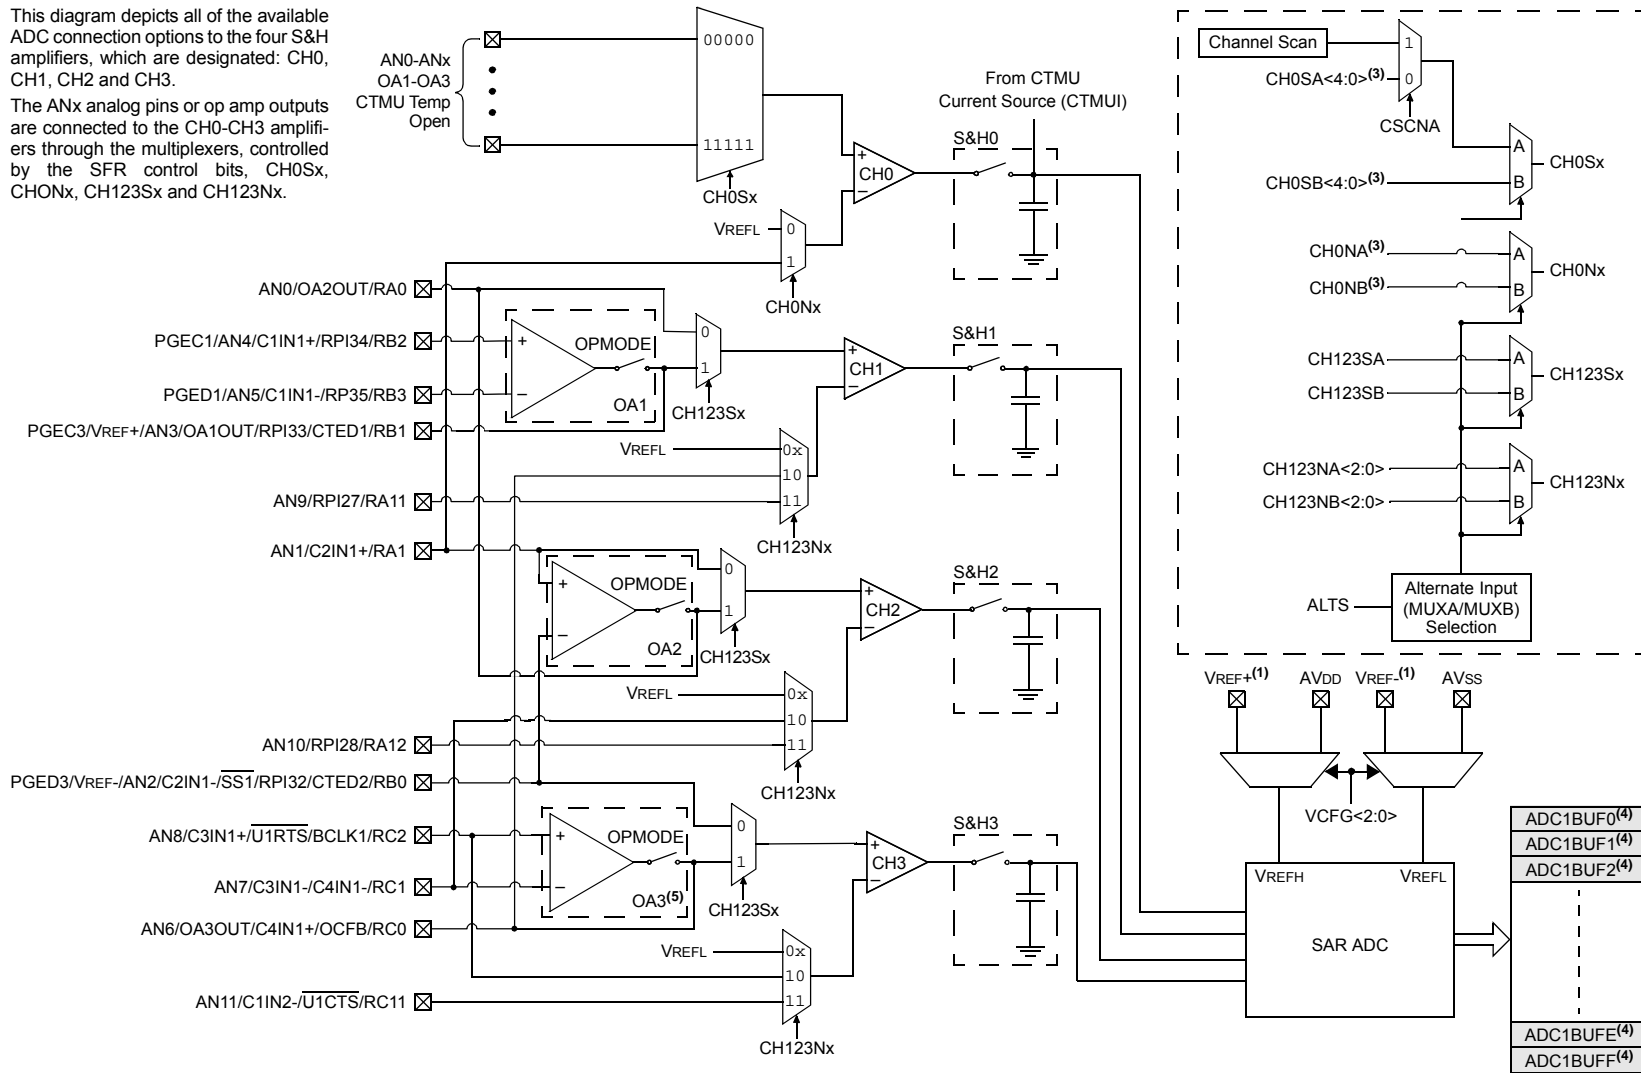 This diagram depicts all of the available
ADC connection options to the four S&H
amplifiers, which are designated: CH0,
CH1, CH2 and CH3.
The ANx analog pins or op amp outputs
are connected to the CH0-CH3 amplifi-
ers through the multiplexers, controlled
by the SFR control bits, CH0Sx,
CHONx, CH123Sx and CH123Nx.
AN0-ANx
OA1-OA3
CTMU Temp
Open
00000
11111
CH0Sx
From CTMU
Current Source (CTMUI)
S&H0
+
CH0
−
VREFL
0
1
CH0Nx
AN0/OA2OUT/RA0
PGEC1/AN4/C1IN1+/RPI34/RB2
+
OPMODE
PGED1/AN5/C1IN1-/RP35/RB3
−
OA1
0
1
CH123Sx
+
CH1
−
S&H1
PGEC3/VREF+/AN3/OA1OUT/RPI33/CTED1/RB1
VREFL
0x
10
11
CH123Nx
AN9/RPI27/RA11
AN1/C2IN1+/RA1
+
OPMODE
−
OA2
0
1
CH123Sx
+
CH2
−
S&H2
VREFL
0x
10
11
CH123Nx
AN10/RPI28/RA12
PGED3/VREF-/AN2/C2IN1-/SS1/RPI32/CTED2/RB0
AN8/C3IN1+/U1RTS/BCLK1/RC2
+
OPMODE
AN7/C3IN1-/C4IN1-/RC1
−
OA3(5)
0
1
CH123Sx
+
CH3
−
S&H3
AN6/OA3OUT/C4IN1+/OCFB/RC0
VREFL
0x
10
11
CH123Nx
AN11/C1IN2-/U1CTS/RC11
Channel Scan
1
CH0SA<4:0>(3)
0
CSCNA
A
CH0Sx
CH0SB<4:0>(3)
B
CH0NA(3)
A
CH0Nx
CH0NB(3)
B
CH123SA
A
CH123Sx
CH123SB
B
CH123NA<2:0>
A
CH123Nx
CH123NB<2:0>
B
ALTS
Alternate Input
(MUXA/MUXB)
Selection
VREF+(1)
AVDD
VREF-(1)
AVSS
VCFG<2:0>
VREFH
VREFL
SAR ADC
ADC1BUF0(4)
ADC1BUF1(4)
ADC1BUF2(4)
ADC1BUFE(4)
ADC1BUFF(4)